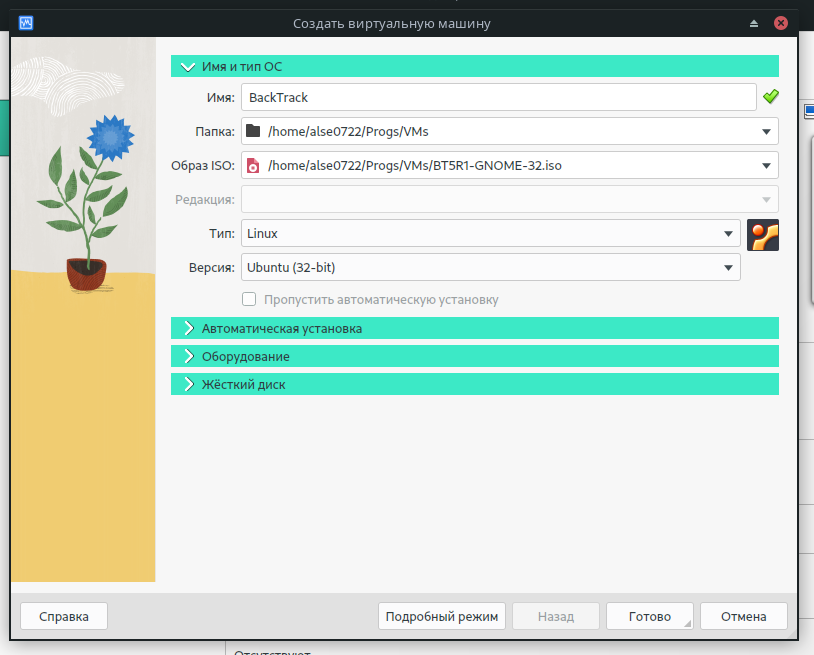 Создать виртуальную машину
Имя и тип ОС
Имя: BackTrack
Папка: /home/alse0722/Progs/VMs
Образ ISO: /home/alse0722/Progs/VMs/BT5R1-GNOME-32.iso
Редакция:
Тип: Linux
Версия: Ubuntu (32-bit)
Пропустить автоматическую установку
Автоматическая установка
Оборудование
Жёсткий диск
Справка Подробный режим Назад Готово Отмена
Отсутствуют